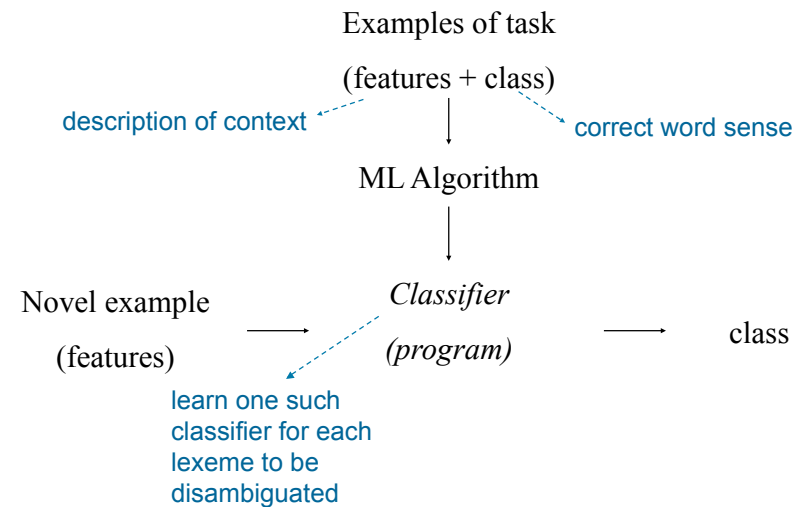 Examples of task
(features + class)
description of context
correct word sense
ML Algorithm
Novel example
(features)
Classifier
(program)
class
learn one such
classifier for each
lexeme to be
disambiguated